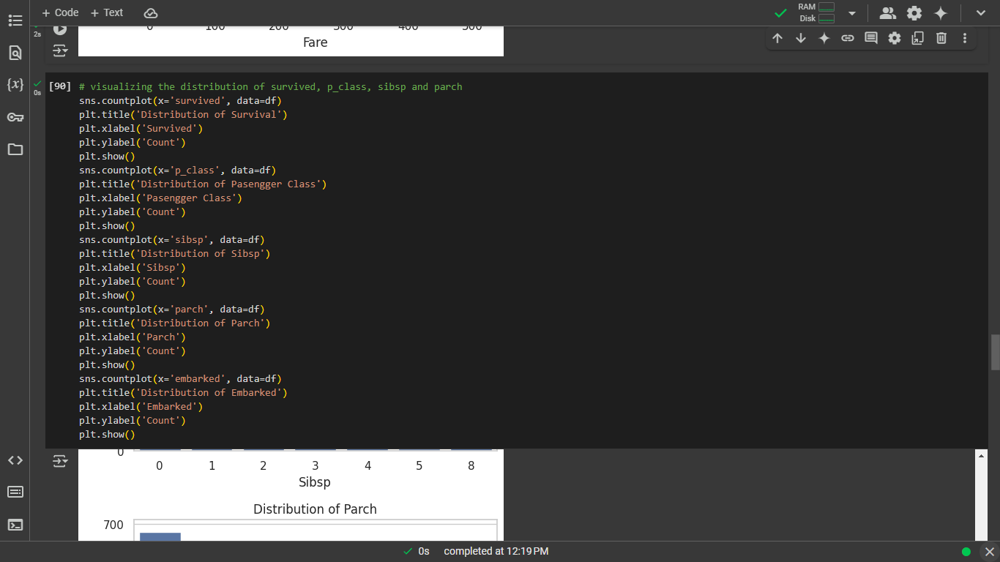 + Code + Text
RAM
Disk
2s
0 100 200 300 400 500
Fare
{x}
0s
[90] # visualizing the distribution of survived, p_class, sibsp and parch
sns.countplot(x='survived', data=df)
plt.title('Distribution of Survival')
plt.xlabel('Survived')
plt.ylabel('Count')
plt.show()
sns.countplot(x='p_class', data=df)
plt.title('Distribution of Pasengger Class')
plt.xlabel('Pasengger Class')
plt.ylabel('Count')
plt.show()
sns.countplot(x='sibsp', data=df)
plt.title('Distribution of Sibsp')
plt.xlabel('Sibsp')
plt.ylabel('Count')
plt.show()
sns.countplot(x='parch', data=df)
plt.title('Distribution of Parch')
plt.xlabel('Parch')
plt.ylabel('Count')
plt.show()
sns.countplot(x='embarked', data=df)
plt.title('Distribution of Embarked')
plt.xlabel('Embarked')
plt.ylabel('Count')
plt.show()
0
0 1 2 3 4 5 8
Sibsp
Distribution of Parch
700
0s completed at 12:19 PM